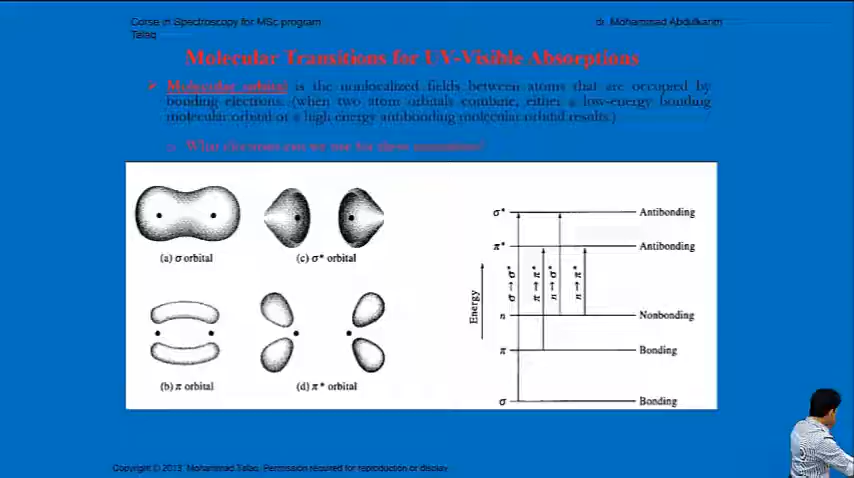 Corse in Spectroscopy for MSc program
dr. Mohammad Abdulkarim
Talaq
Molecular Transitions for UV-Visible Absorptions
Molecular orbital is the nonlocalized fields between atoms that are occupied by
bonding electrons. (when two atom orbitals combine, either a low-energy bonding
molecular orbital or a high energy antibonding molecular orbital results.)
What electrons can we use for these transitions?
(a) σ orbital
(c) σ* orbital
(b) π orbital
(d) π* orbital
Energy
σ*
Antibonding
π*
Antibonding
σ → σ*
π → π*
n → σ*
n → π*
n
Nonbonding
π
Bonding
σ
Bonding
Copyright © 2013, Mohammad Talaq. Permission required for reproduction or display